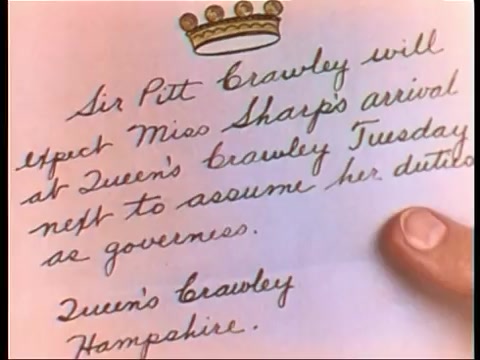 Sir Pitt Crawley will
expect Miss Sharp's arrival
at Queen's Crawley Tuesday
next to assume her duties
as governess.
Queen's Crawley
Hampshire.